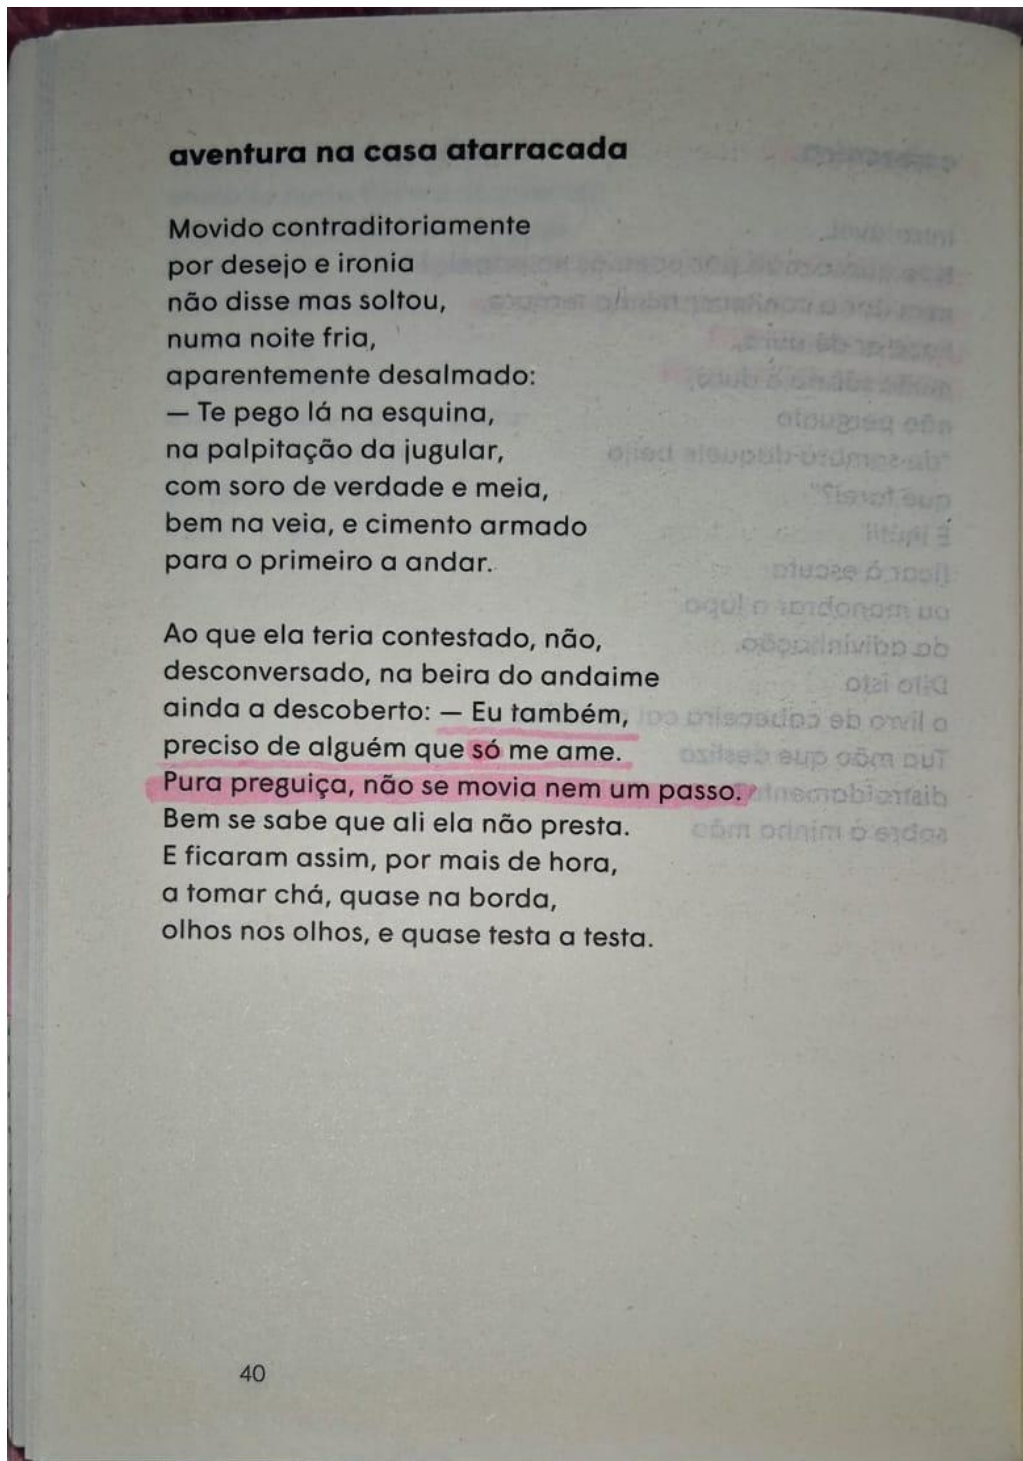 aventura na casa atarracada
Movido contraditoriamente
por desejo e ironia
não disse mas soltou,
numa noite fria,
aparentemente desalmado:
— Te pego lá na esquina,
na palpitação da jugular,
com soro de verdade e meia,
bem na veia, e cimento armado
para o primeiro a andar.
Ao que ela teria contestado, não,
desconversado, na beira do andaime
ainda a descoberto: — Eu também,
preciso de alguém que só me ame.
Pura preguiça, não se movia nem um passo.
Bem se sabe que ali ela não presta.
E ficaram assim, por mais de hora,
a tomar chá, quase na borda,
olhos nos olhos, e quase testa a testa.
40